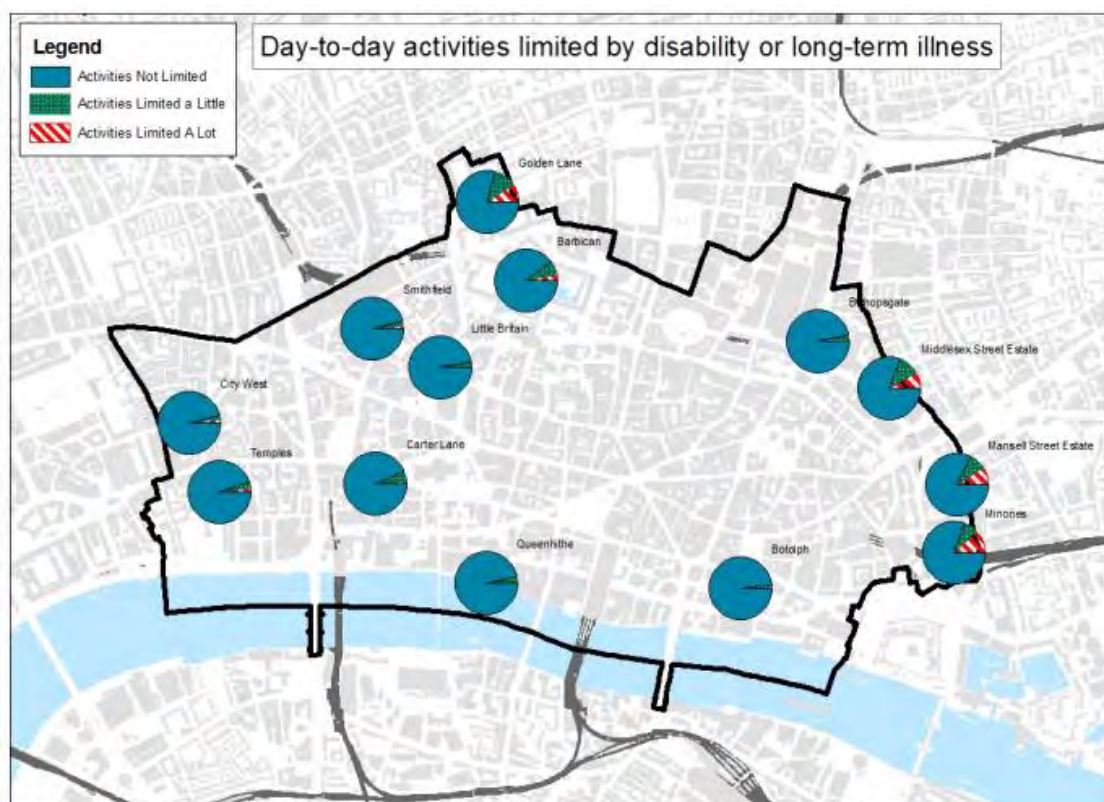 Legend
Activities Not Limited
Activities Limited a Little
Activities Limited A Lot
Day-to-day activities limited by disability or long-term illness
Golden Lane
Barbican
Smithfield
Little Britain
Bishopsgate
Middlesex Street Estate
City West
Temples
Carter Lane
Mansell Street Estate
Minories
Queenhithe
Botolph